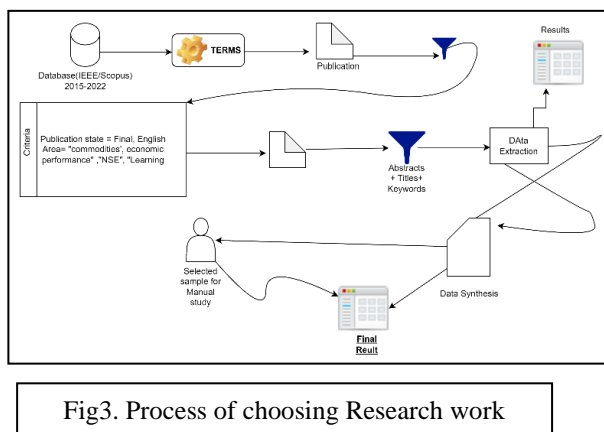 Results
TERMS
Publication
Database(IEEE/Scopus)
2015-2022
Criteria
Publication state = Final, English
Area= "commodities', economic
performance" ,"NSE", "Learning
Abstracts
+ Titles+
Keywords
DAta
Extraction
Selected
sample for
Manual
study
Data Synthesis
Final
Reult
Fig3. Process of choosing Research work